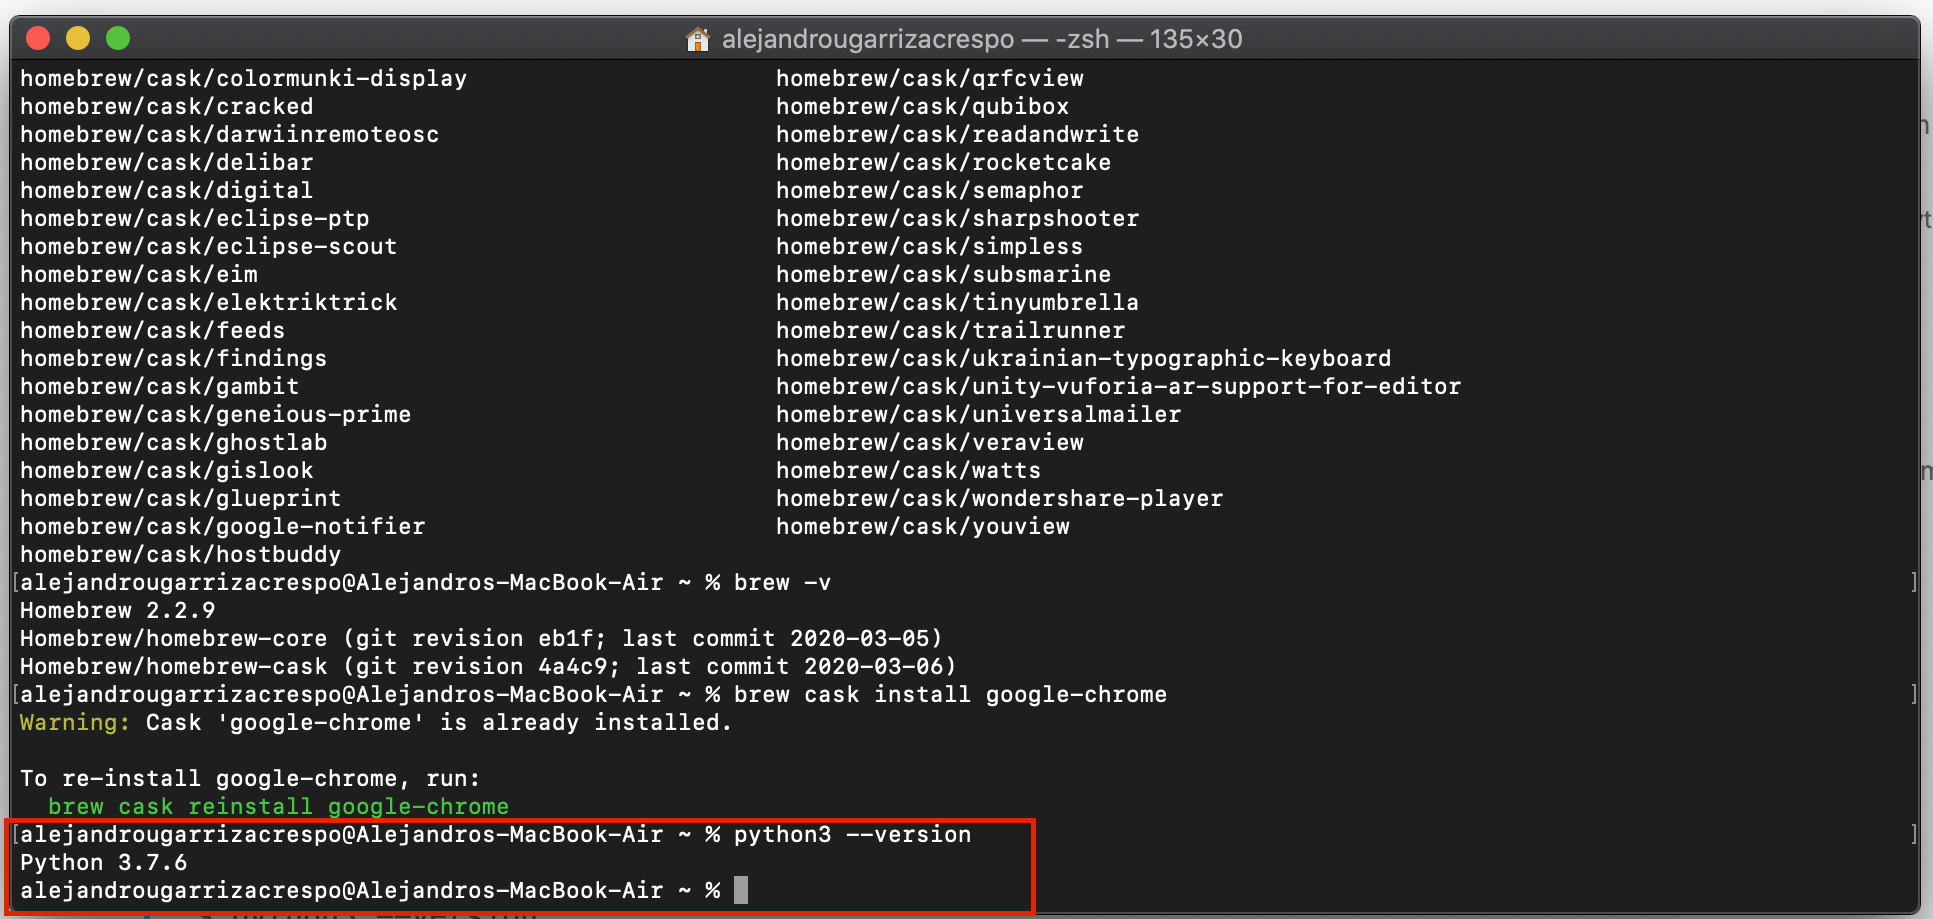 alejandrougarrizacrespo — -zsh — 135×30
homebrew/cask/colormunki-display homebrew/cask/qrfcview
homebrew/cask/cracked homebrew/cask/qubibox
homebrew/cask/darwiinremoteosc homebrew/cask/readandwrite
homebrew/cask/delibar homebrew/cask/rocketcake
homebrew/cask/digital homebrew/cask/semaphor
homebrew/cask/eclipse-ptp homebrew/cask/sharpshooter
homebrew/cask/eclipse-scout homebrew/cask/simpless
homebrew/cask/eim homebrew/cask/subsmarine
homebrew/cask/elektriktrick homebrew/cask/tinyumbrella
homebrew/cask/feeds homebrew/cask/trailrunner
homebrew/cask/findings homebrew/cask/ukrainian-typographic-keyboard
homebrew/cask/gambit homebrew/cask/unity-vuforia-ar-support-for-editor
homebrew/cask/geneious-prime homebrew/cask/universalmailer
homebrew/cask/ghostlab homebrew/cask/veraview
homebrew/cask/gislook homebrew/cask/watts
homebrew/cask/glueprint homebrew/cask/wondershare-player
homebrew/cask/google-notifier homebrew/cask/youview
homebrew/cask/hostbuddy
[alejandrougarrizacrespo@Alejandros-MacBook-Air ~ % brew -v ]
Homebrew 2.2.9
Homebrew/homebrew-core (git revision eb1f; last commit 2020-03-05)
Homebrew/homebrew-cask (git revision 4a4c9; last commit 2020-03-06)
[alejandrougarrizacrespo@Alejandros-MacBook-Air ~ % brew cask install google-chrome ]
Warning: Cask 'google-chrome' is already installed.
To re-install google-chrome, run:
brew cask reinstall google-chrome
[alejandrougarrizacrespo@Alejandros-MacBook-Air ~ % python3 --version ]
Python 3.7.6
alejandrougarrizacrespo@Alejandros-MacBook-Air ~ %